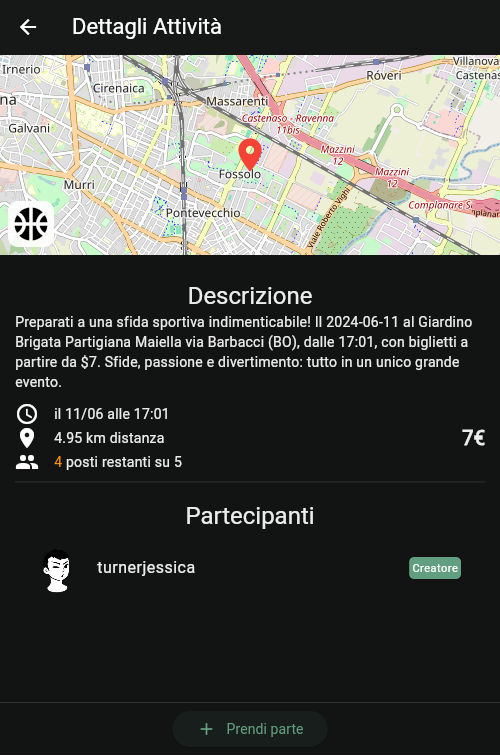 Dettagli Attività
Irnerio
Cirenaica
Róveri
Villanova
Castenas
na
Massarenti
Castenaso - Ravenna
11bis
Galvani
Mazzini
12
Fossolo
Mazzini
12
Murri
Pontevecchio
Viale Roberto Vighi
Complanare S
mplanar
Descrizione
Preparati a una sfida sportiva indimenticabile! Il 2024-06-11 al Giardino
Brigata Partigiana Maiella via Barbacci (BO), dalle 17:01, con biglietti a
partire da $7. Sfide, passione e divertimento: tutto in un unico grande
evento.
il 11/06 alle 17:01
4.95 km distanza
7€
4 posti restanti su 5
Partecipanti
turnerjessica
Creatore
Prendi parte